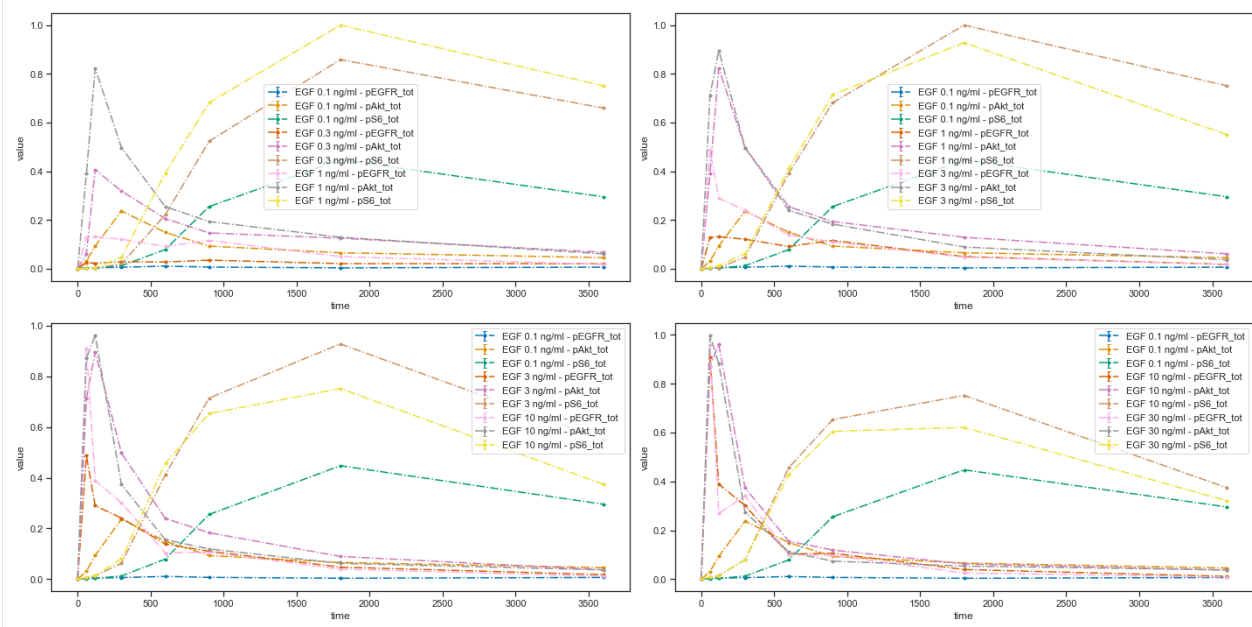 1.0
0.8
0.6
0.4
0.2
0.0
value
EGF 0.1 ng/ml - pEGFR_tot
EGF 0.1 ng/ml - pAkt_tot
EGF 0.1 ng/ml - pS6_tot
EGF 0.3 ng/ml - pEGFR_tot
EGF 0.3 ng/ml - pAkt_tot
EGF 0.3 ng/ml - pS6_tot
EGF 1 ng/ml - pEGFR_tot
EGF 1 ng/ml - pAkt_tot
EGF 1 ng/ml - pS6_tot
0 500 1000 1500 2000 2500 3000 3500
time
1.0
0.8
0.6
0.4
0.2
0.0
value
EGF 0.1 ng/ml - pEGFR_tot
EGF 0.1 ng/ml - pAkt_tot
EGF 0.1 ng/ml - pS6_tot
EGF 1 ng/ml - pEGFR_tot
EGF 1 ng/ml - pAkt_tot
EGF 1 ng/ml - pS6_tot
EGF 3 ng/ml - pEGFR_tot
EGF 3 ng/ml - pAkt_tot
EGF 3 ng/ml - pS6_tot
0 500 1000 1500 2000 2500 3000 3500
time
1.0
0.8
0.6
0.4
0.2
0.0
value
EGF 0.1 ng/ml - pEGFR_tot
EGF 0.1 ng/ml - pAkt_tot
EGF 0.1 ng/ml - pS6_tot
EGF 3 ng/ml - pEGFR_tot
EGF 3 ng/ml - pAkt_tot
EGF 3 ng/ml - pS6_tot
EGF 10 ng/ml - pEGFR_tot
EGF 10 ng/ml - pAkt_tot
EGF 10 ng/ml - pS6_tot
0 500 1000 1500 2000 2500 3000 3500
time
1.0
0.8
0.6
0.4
0.2
0.0
value
EGF 0.1 ng/ml - pEGFR_tot
EGF 0.1 ng/ml - pAkt_tot
EGF 0.1 ng/ml - pS6_tot
EGF 10 ng/ml - pEGFR_tot
EGF 10 ng/ml - pAkt_tot
EGF 10 ng/ml - pS6_tot
EGF 30 ng/ml - pEGFR_tot
EGF 30 ng/ml - pAkt_tot
EGF 30 ng/ml - pS6_tot
0 500 1000 1500 2000 2500 3000 3500
time